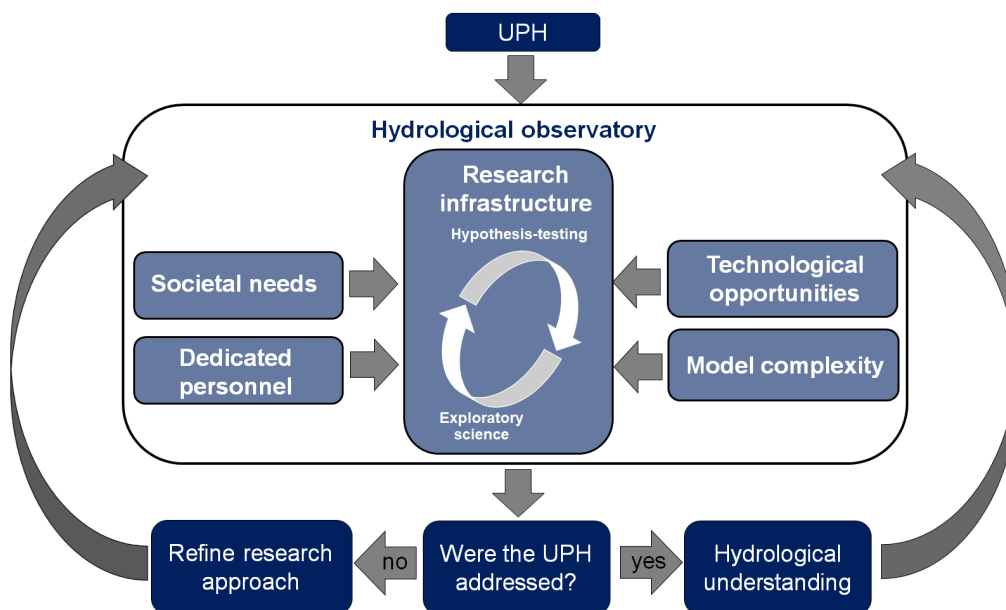 UPH
Hydrological observatory
Research
infrastructure
Hypothesis-testing
Societal needs
Technological
opportunities
Dedicated
personnel
Model complexity
Exploratory
science
Refine research
approach
no
Were the UPH
addressed?
yes
Hydrological
understanding